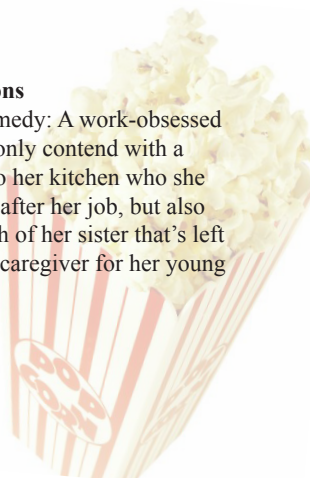 ons
medy: A work-obsessed
only contend with a
o her kitchen who she
after her job, but also
h of her sister that's left
caregiver for her young
POP
CORN